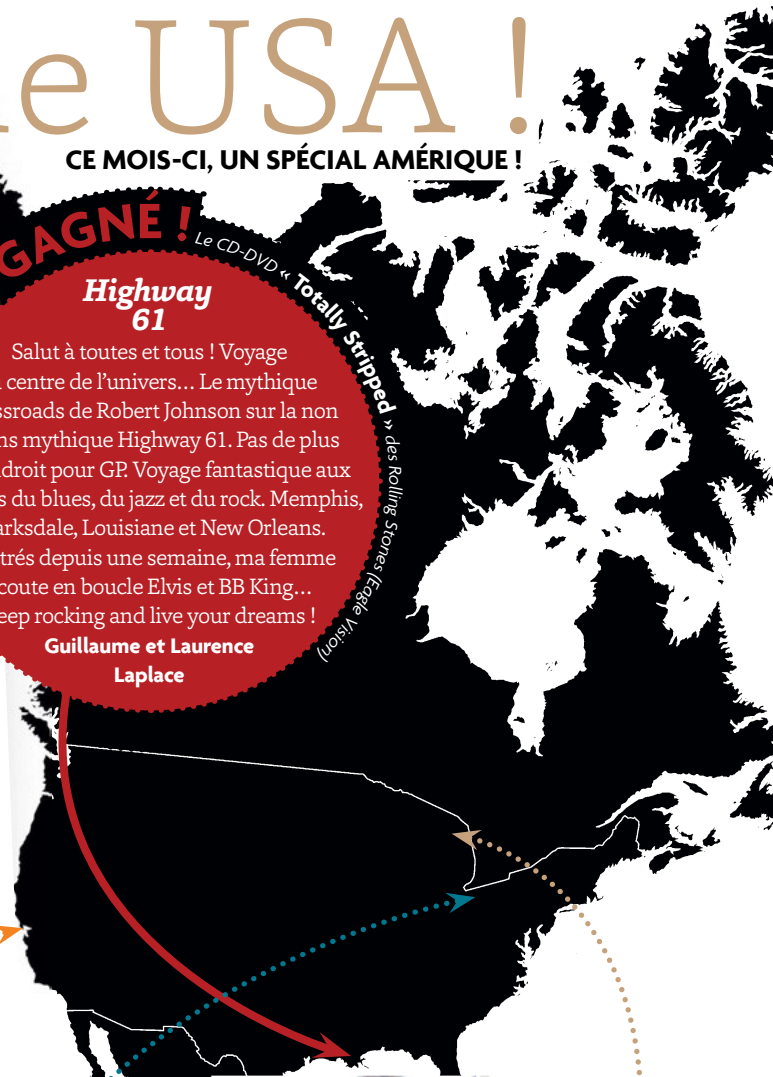 le USA !
CE MOIS-CI, UN SPÉCIAL AMÉRIQUE !
GAGNÉ !
Le CD-DVD « Totally Stripped » des Rolling Stones (Eagle Vision)
Highway
61
Salut à toutes et tous ! Voyage
centre de l’univers… Le mythique
ssroads de Robert Johnson sur la non
ns mythique Highway 61. Pas de plus
droit pour GP. Voyage fantastique aux
s du blues, du jazz et du rock. Memphis,
arksdale, Louisiane et New Orleans.
trés depuis une semaine, ma femme
coute en boucle Elvis et BB King…
eep rocking and live your dreams !
Guillaume et Laurence
Laplace